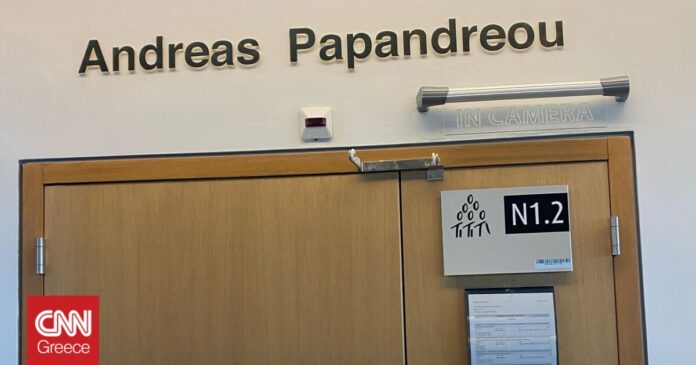 Andreas Papandreou
IN CAMERA
N1.2
CNN
Greece